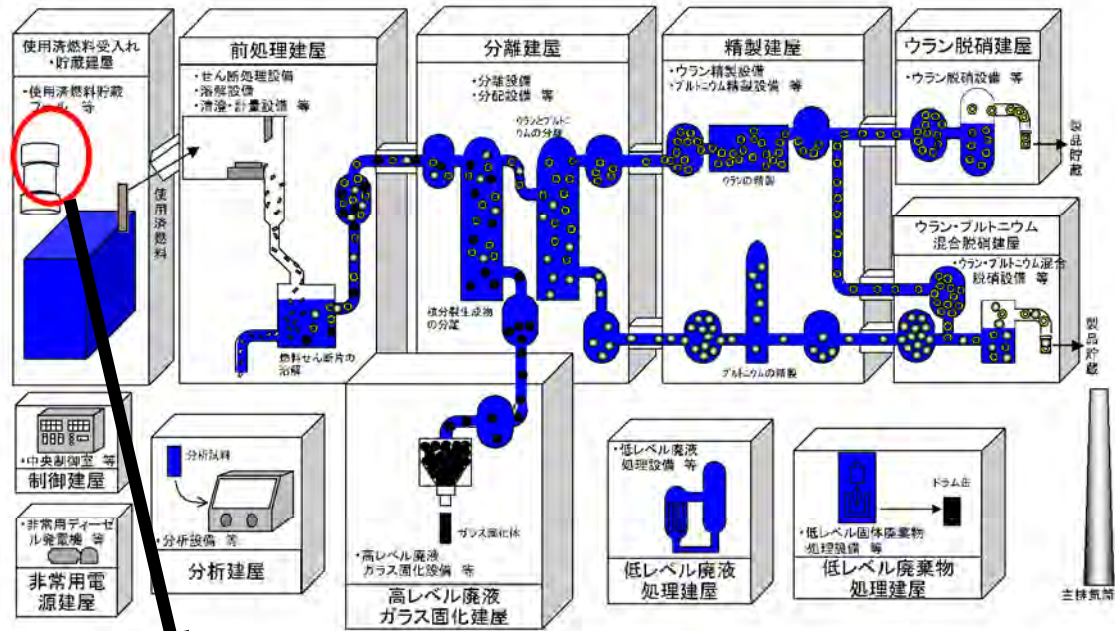 使用済燃料受入れ
・貯蔵建屋
・使用済燃料貯蔵
プール 等
使用済燃料
前処理建屋
・せん断処理設備
・溶解設備
・清澄・計量設備 等
燃料せん断片の
溶解
分離建屋
・分離設備
・分配設備 等
ウランとプルトニ
ウムの分離
核分裂生成物
の分離
精製建屋
・ウラン精製設備
・プルトニウム精製設備 等
ウランの精製
プルトニウムの精製
ウラン脱硝建屋
・ウラン脱硝設備 等
製品貯蔵
ウラン・プルトニウム
混合脱硝建屋
・ウラン・プルトニウム混合
脱硝設備 等
製品貯蔵
・中央制御室 等
制御建屋
・非常用ディーゼ
ル発電機 等
非常用電
源建屋
分析試料
・分析設備 等
分析建屋
ガラス固化体
・高レベル廃液
ガラス固化設備 等
高レベル廃液
ガラス固化建屋
・低レベル廃液
処理設備 等
低レベル廃液
処理建屋
ドラム缶
・低レベル固体廃棄物
処理設備 等
低レベル廃棄物
処理建屋
主排気筒